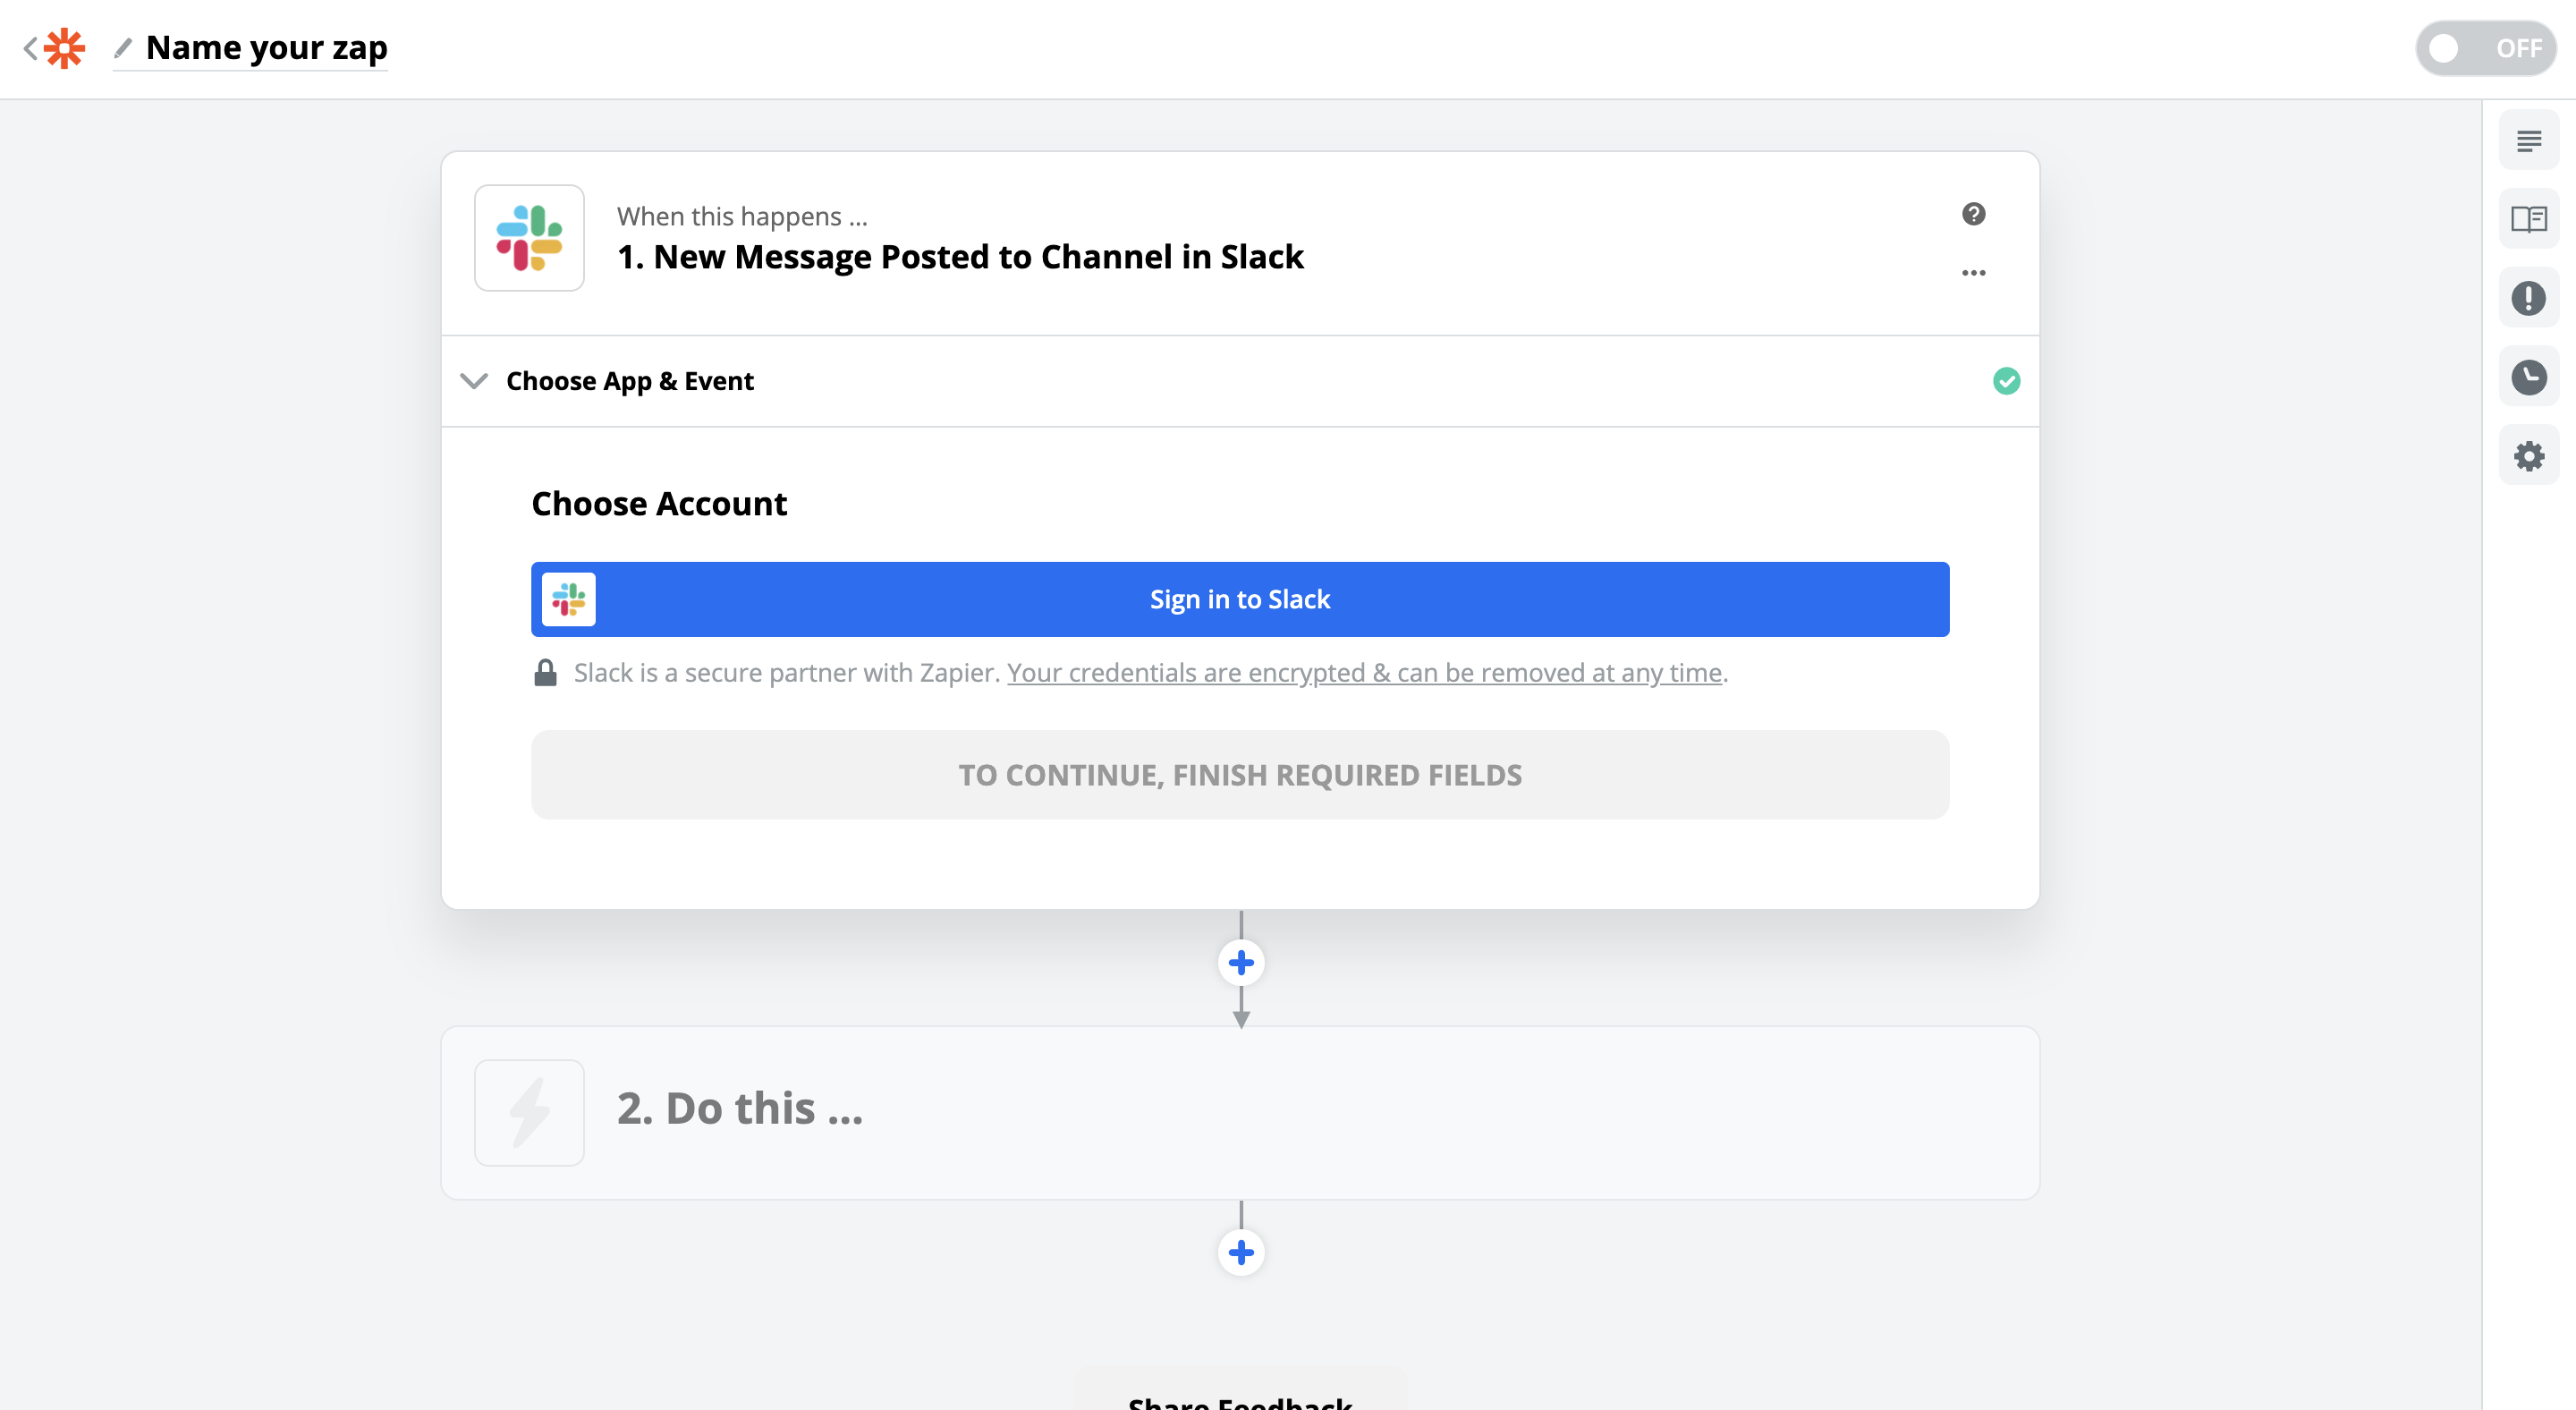 Name your zap
OFF
When this happens ...
1. New Message Posted to Channel in Slack
Choose App & Event
Choose Account
Sign in to Slack
Slack is a secure partner with Zapier. Your credentials are encrypted & can be removed at any time.
TO CONTINUE, FINISH REQUIRED FIELDS
2. Do this ...
Share Feedback